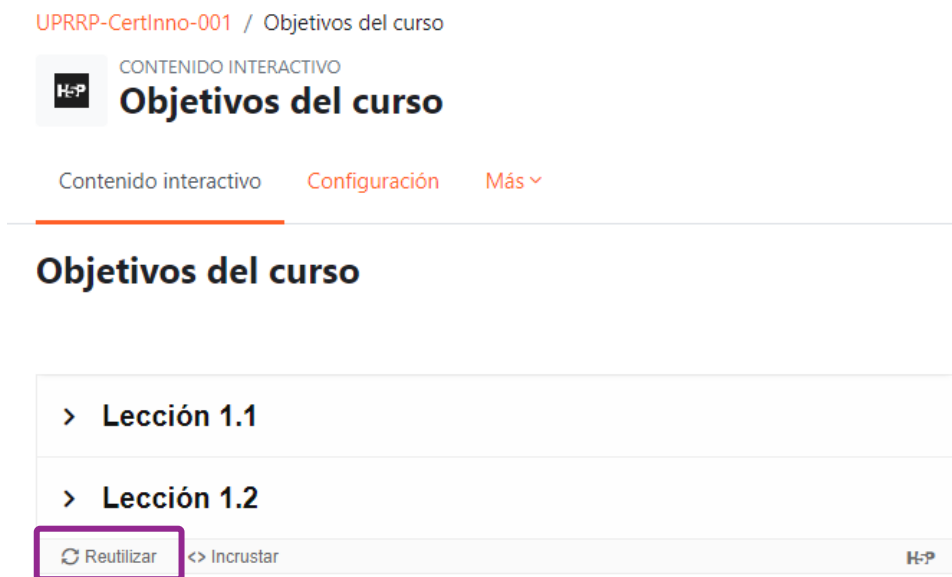 UPRRP-CertInno-001 / Objetivos del curso
H5P
CONTENIDO INTERACTIVO
Objetivos del curso
Contenido interactivo Configuración Más
Objetivos del curso
Lección 1.1
Lección 1.2
Reutilizar <> Incrustar H5P